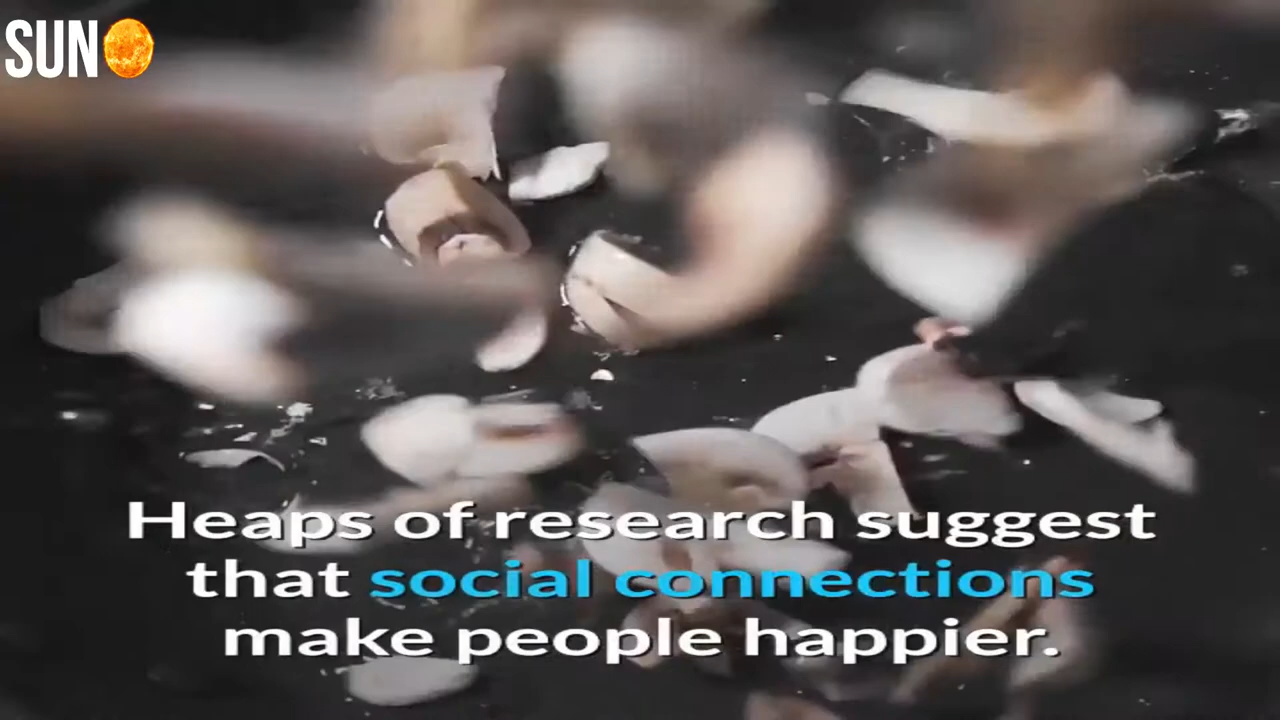 SUN
Heaps of research suggest
that social connections
make people happier.